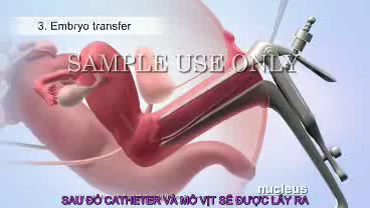 3. Embryo transfer
SAMPLE USE ONLY
nucleus
SAU ĐÓ CATHETER VÀ MỎ VỊT SẼ ĐƯỢC LẤY RA